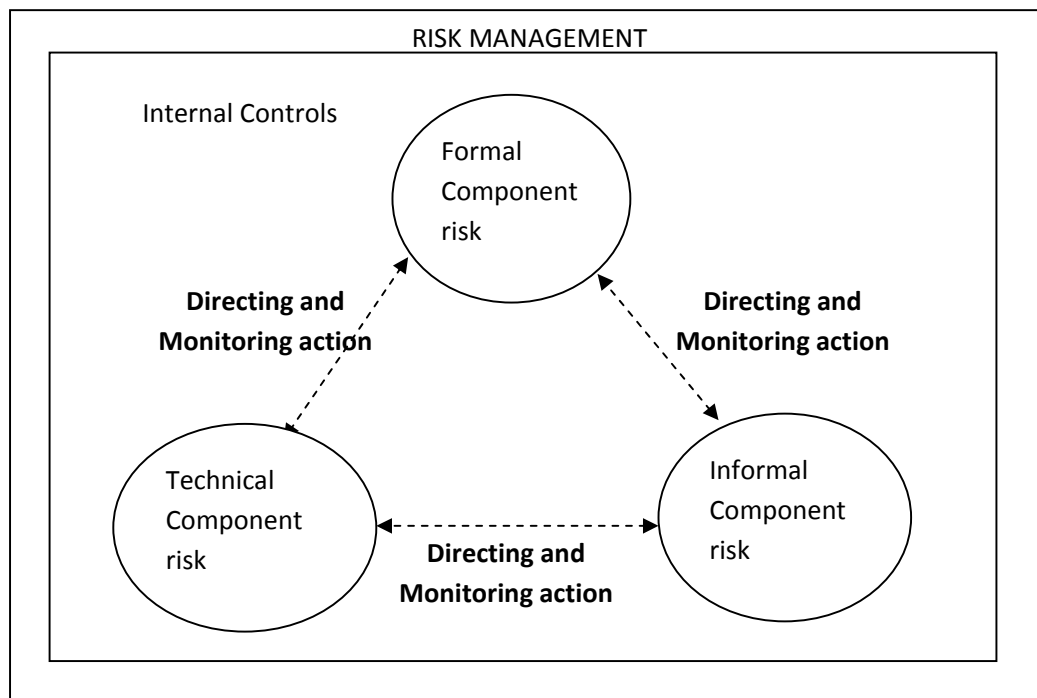 RISK MANAGEMENT
Internal Controls
Formal
Component
risk
Directing and
Monitoring action
Directing and
Monitoring action
Technical
Component
risk
Informal
Component
risk
Directing and
Monitoring action